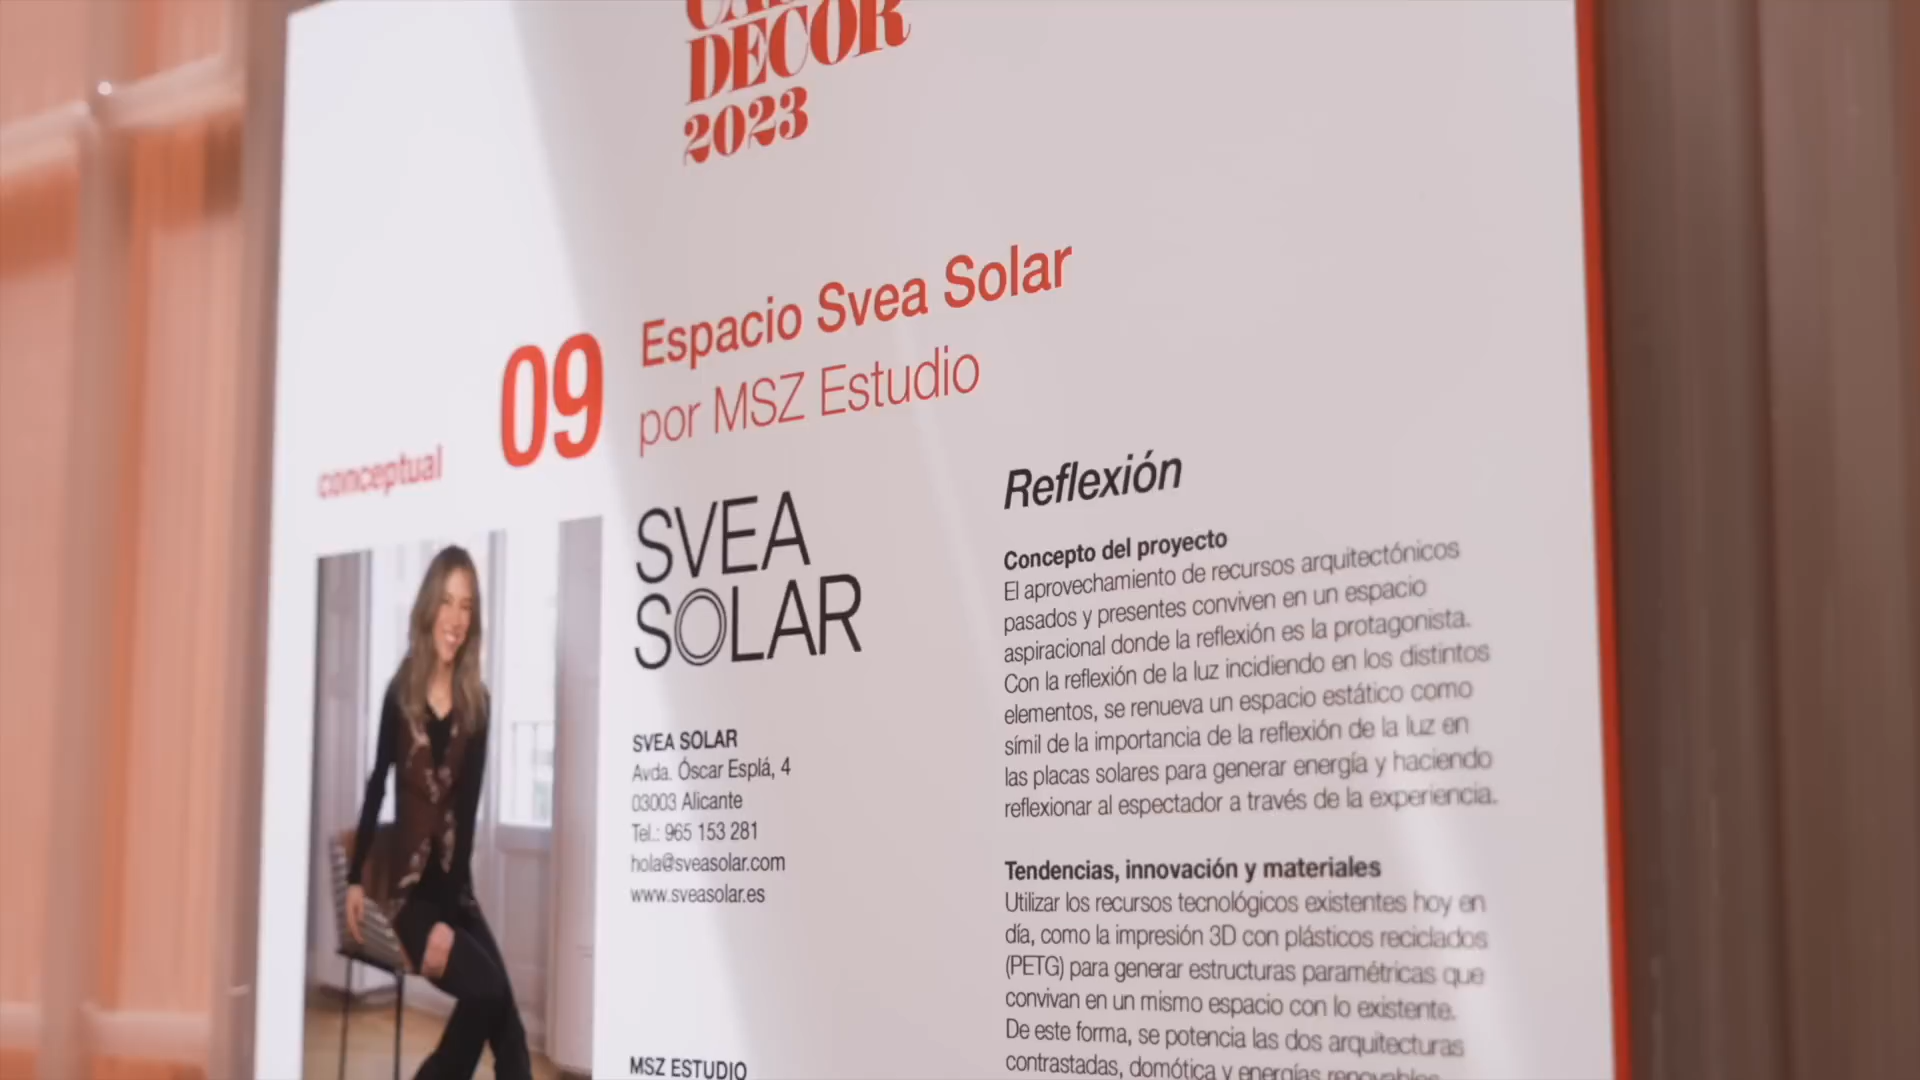 DECOR
2023
conceptual
09
Espacio Svea Solar
por MSZ Estudio
SVEA
SOLAR
SVEA SOLAR
Avda. Óscar Esplá, 4
03003 Alicante
Tel.: 965 153 281
hola@sveasolar.com
www.sveasolar.es
MSZ ESTUDIO
Reflexión
Concepto del proyecto
El aprovechamiento de recursos arquitectónicos
pasados y presentes conviven en un espacio
aspiracional donde la reflexión es la protagonista.
Con la reflexión de la luz incidiendo en los distintos
elementos, se renueva un espacio estático como
símil de la importancia de la reflexión de la luz en
las placas solares para generar energía y haciendo
reflexionar al espectador a través de la experiencia.
Tendencias, innovación y materiales
Utilizar los recursos tecnológicos existentes hoy en
día, como la impresión 3D con plásticos reciclados
(PETG) para generar estructuras paramétricas que
convivan en un mismo espacio con lo existente.
De este forma, se potencia las dos arquitecturas
contrastadas, domótica y energías renovables